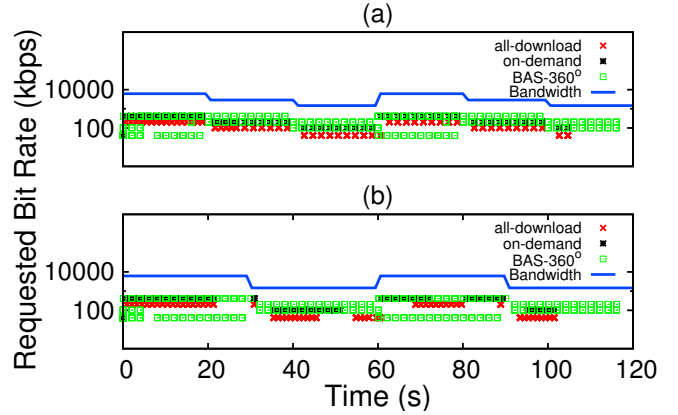 (a)
all-download
on-demand
BAS-360°
Bandwidth
10000
100
(b)
all-download
on-demand
BAS-360°
Bandwidth
10000
100
0 20 40 60 80 100 120
Time (s)
Requested Bit Rate (kbps)